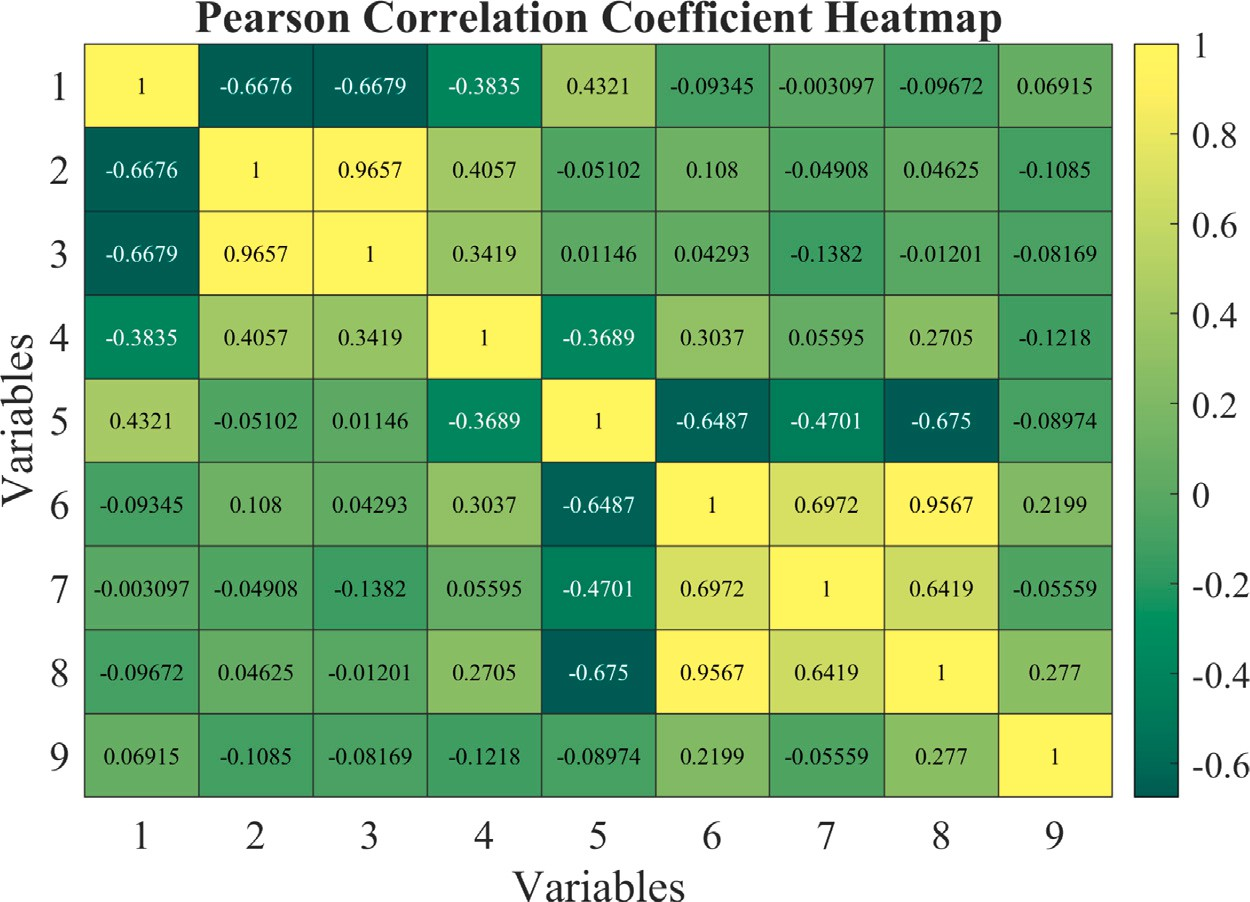 Pearson Correlation Coefficient Heatmap
1 1 -0.6676 -0.6679 -0.3835 0.4321 -0.09345 -0.003097 -0.09672 0.06915
2 -0.6676 1 0.9657 0.4057 -0.05102 0.108 -0.04908 0.04625 -0.1085
3 -0.6679 0.9657 1 0.3419 0.01146 0.04293 -0.1382 -0.01201 -0.08169
4 -0.3835 0.4057 0.3419 1 -0.3689 0.3037 0.05595 0.2705 -0.1218
5 0.4321 -0.05102 0.01146 -0.3689 1 -0.6487 -0.4701 -0.675 -0.08974
6 -0.09345 0.108 0.04293 0.3037 -0.6487 1 0.6972 0.9567 0.2199
7 -0.003097 -0.04908 -0.1382 0.05595 -0.4701 0.6972 1 0.6419 -0.05559
8 -0.09672 0.04625 -0.01201 0.2705 -0.675 0.9567 0.6419 1 0.277
9 0.06915 -0.1085 -0.08169 -0.1218 -0.08974 0.2199 -0.05559 0.277 1
1 2 3 4 5 6 7 8 9
Variables
Variables
1
0.8
0.6
0.4
0.2
0
-0.2
-0.4
-0.6